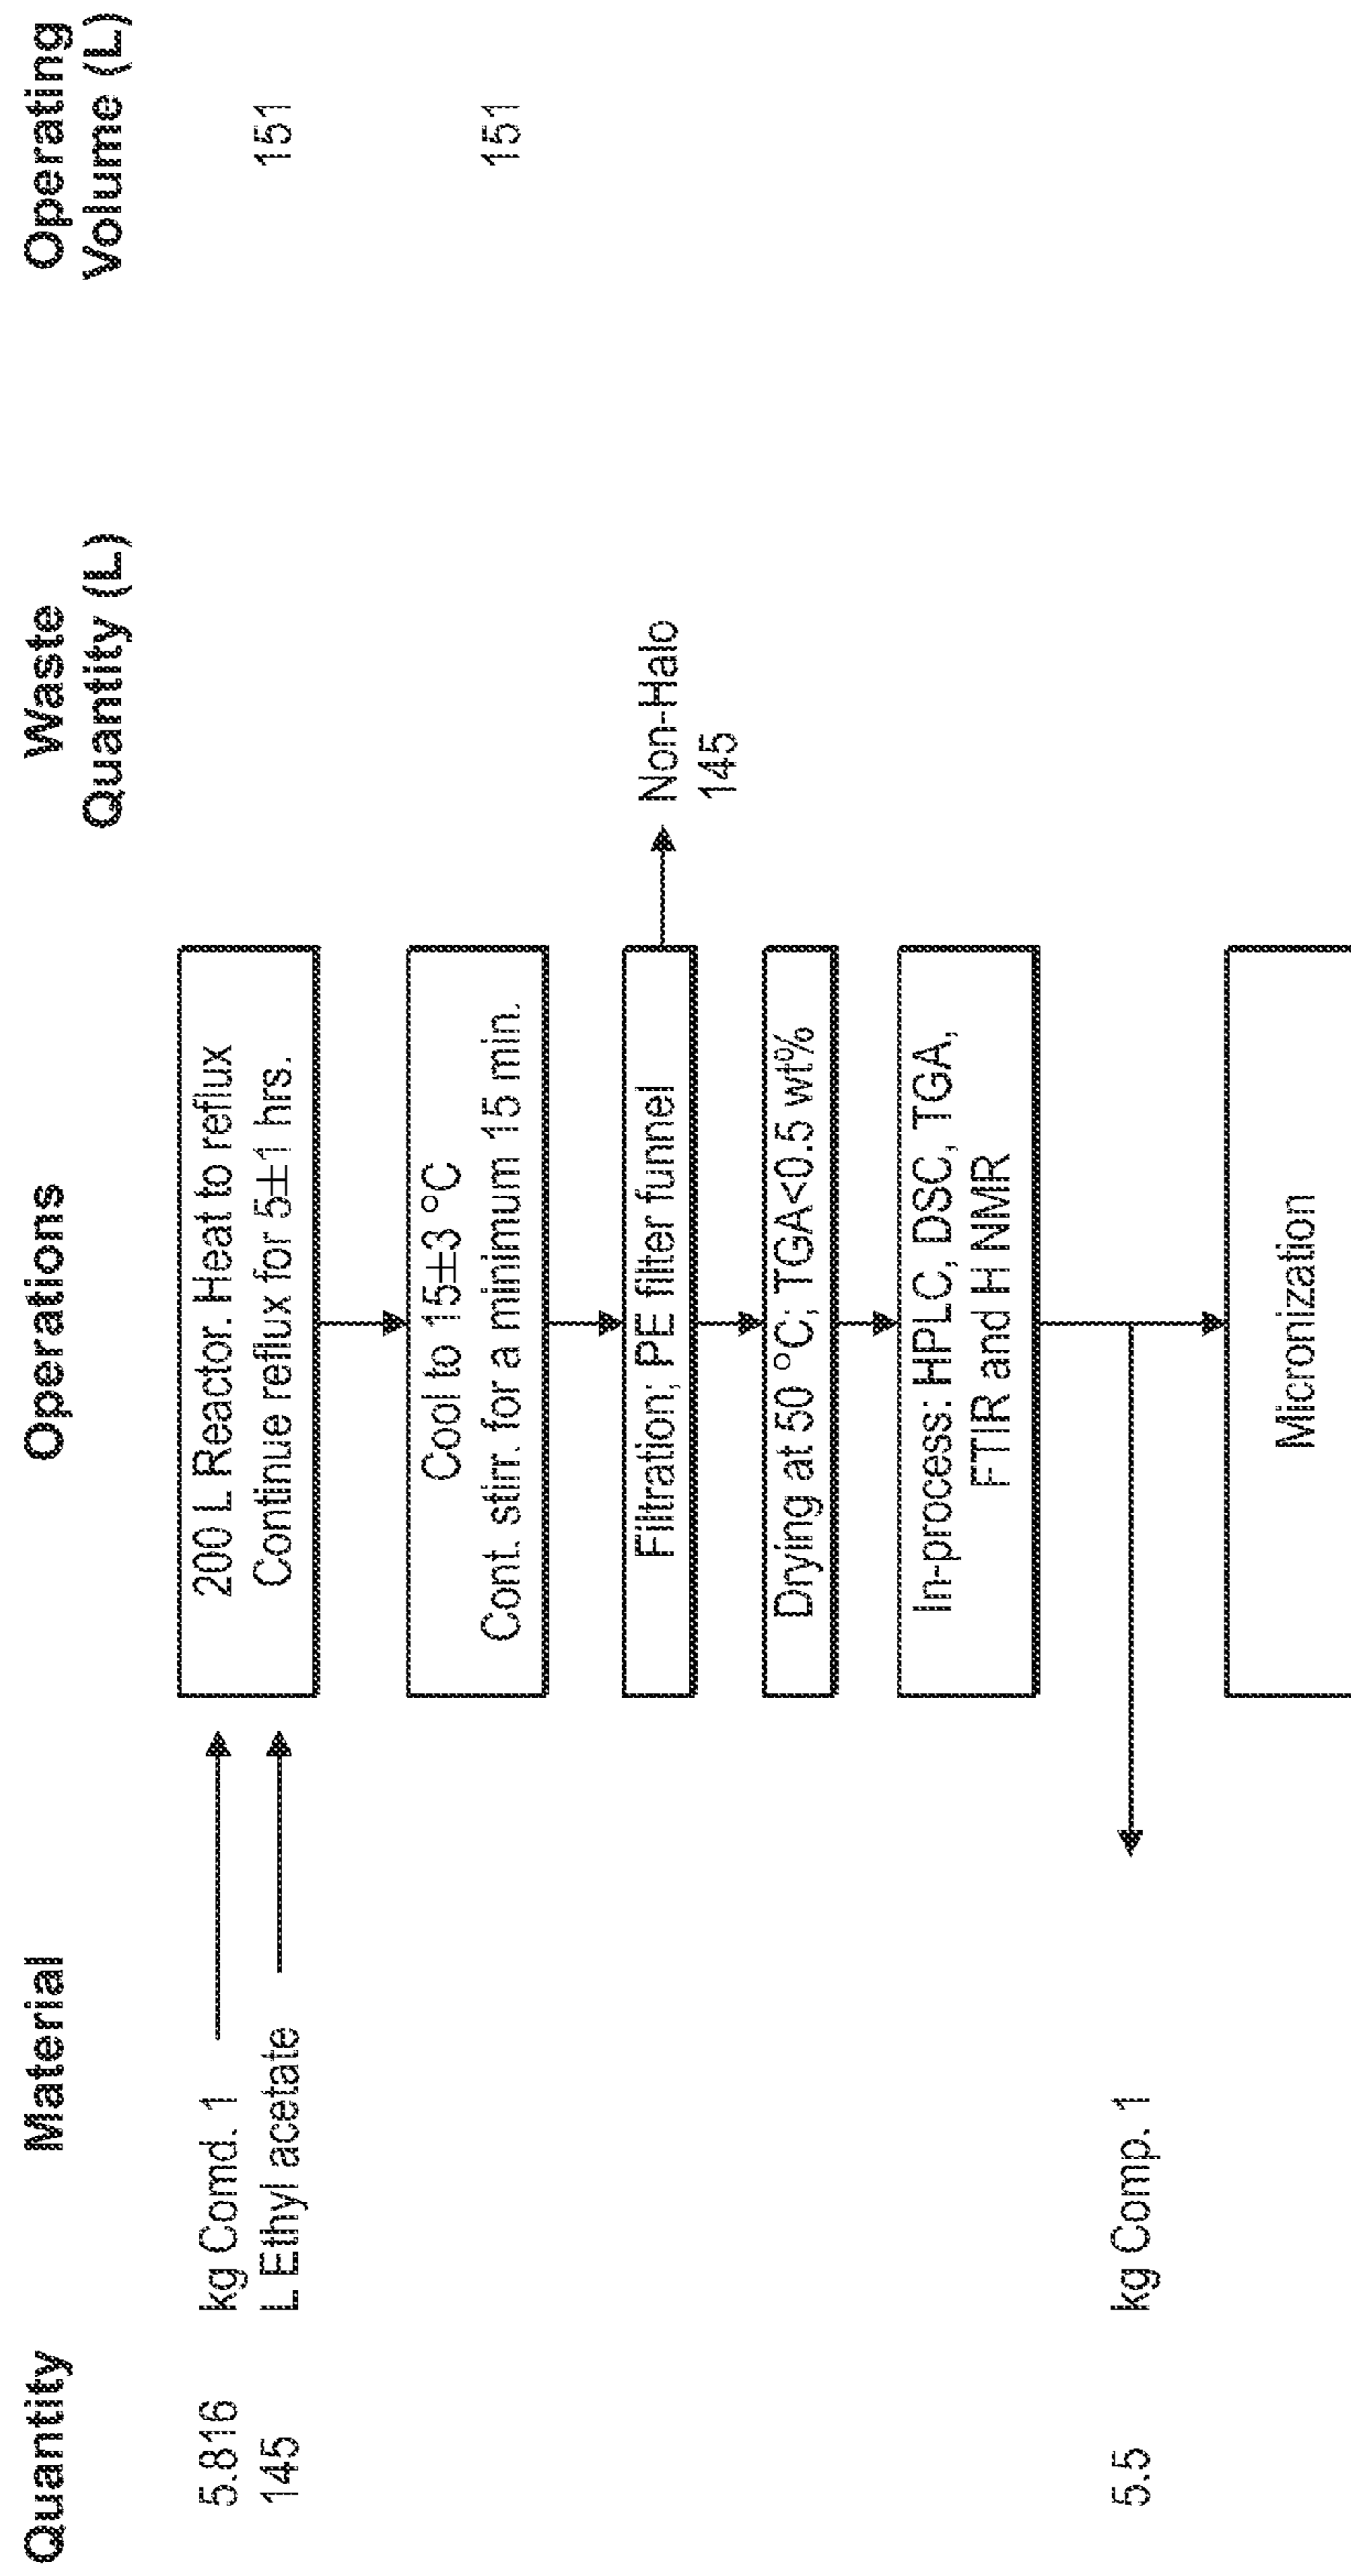 Quantity
Material
Operations
Waste
Quantity (L)
Operating
Volume (L)
5.816
kg Comd. 1
145
L Ethyl acetate
200 L Reactor. Heat to reflux
Continue reflux for 5±1 hrs.
151
Cool to 15±3 °C
Cont. stirr. for a minimum 15 min.
151
Filtration; PE filter funnel
Non-Halo
145
Drying at 50 °C; TGA<0.5 wt%
In-process: HPLC, DSC, TGA,
FTIR and H NMR
5.5
kg Comp. 1
Micronization